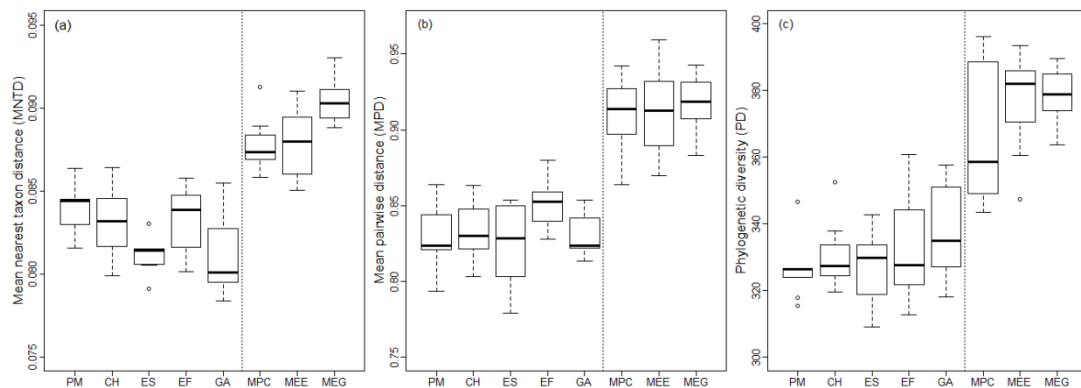 (a)
Mean nearest taxon distance (MNTD)
0.095
0.090
0.085
0.080
0.075
PM CH ES EF GA MPC MEE MEG
(b)
Mean pairwise distance (MPD)
0.95
0.90
0.85
0.80
0.75
PM CH ES EF GA MPC MEE MEG
(c)
Phylogenetic diversity (PD)
400
380
360
340
320
300
PM CH ES EF GA MPC MEE MEG